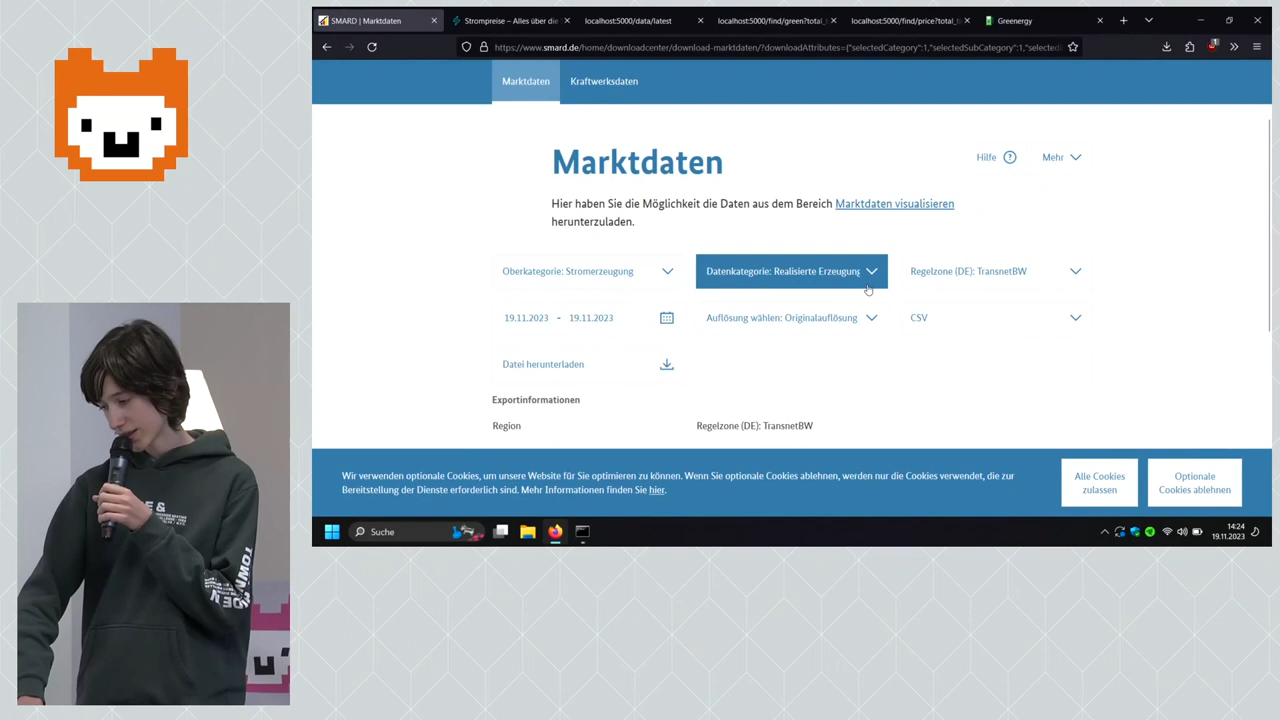 SMARD | Marktdaten
Strompreise – Alles über die
localhost:5000/data/latest
localhost:5000/find/green?total_
localhost:5000/find/price?total_ti
Greenergy
https://www.smard.de/home/downloadcenter/download-marktdaten/?downloadAttributes={"selectedCategory":1,"selectedSubCategory":1,"selected
Marktdaten
Kraftwerksdaten
Marktdaten
Hilfe ?
Mehr
Hier haben Sie die Möglichkeit die Daten aus dem Bereich Marktdaten visualisieren
herunterzuladen.
Oberkategorie: Stromerzeugung
Datenkategorie: Realisierte Erzeugung
Regelzone (DE): TransnetBW
19.11.2023 - 19.11.2023
Auflösung wählen: Originalauflösung
CSV
Datei herunterladen
Exportinformationen
Region
Regelzone (DE): TransnetBW
Wir verwenden optionale Cookies, um unsere Website für Sie optimieren zu können. Wenn Sie optionale Cookies ablehnen, werden nur die Cookies verwendet, die zur
Bereitstellung der Dienste erforderlich sind. Mehr Informationen finden Sie hier.
Alle Cookies
zulassen
Optionale
Cookies ablehnen
Suche
14:24
19.11.2023